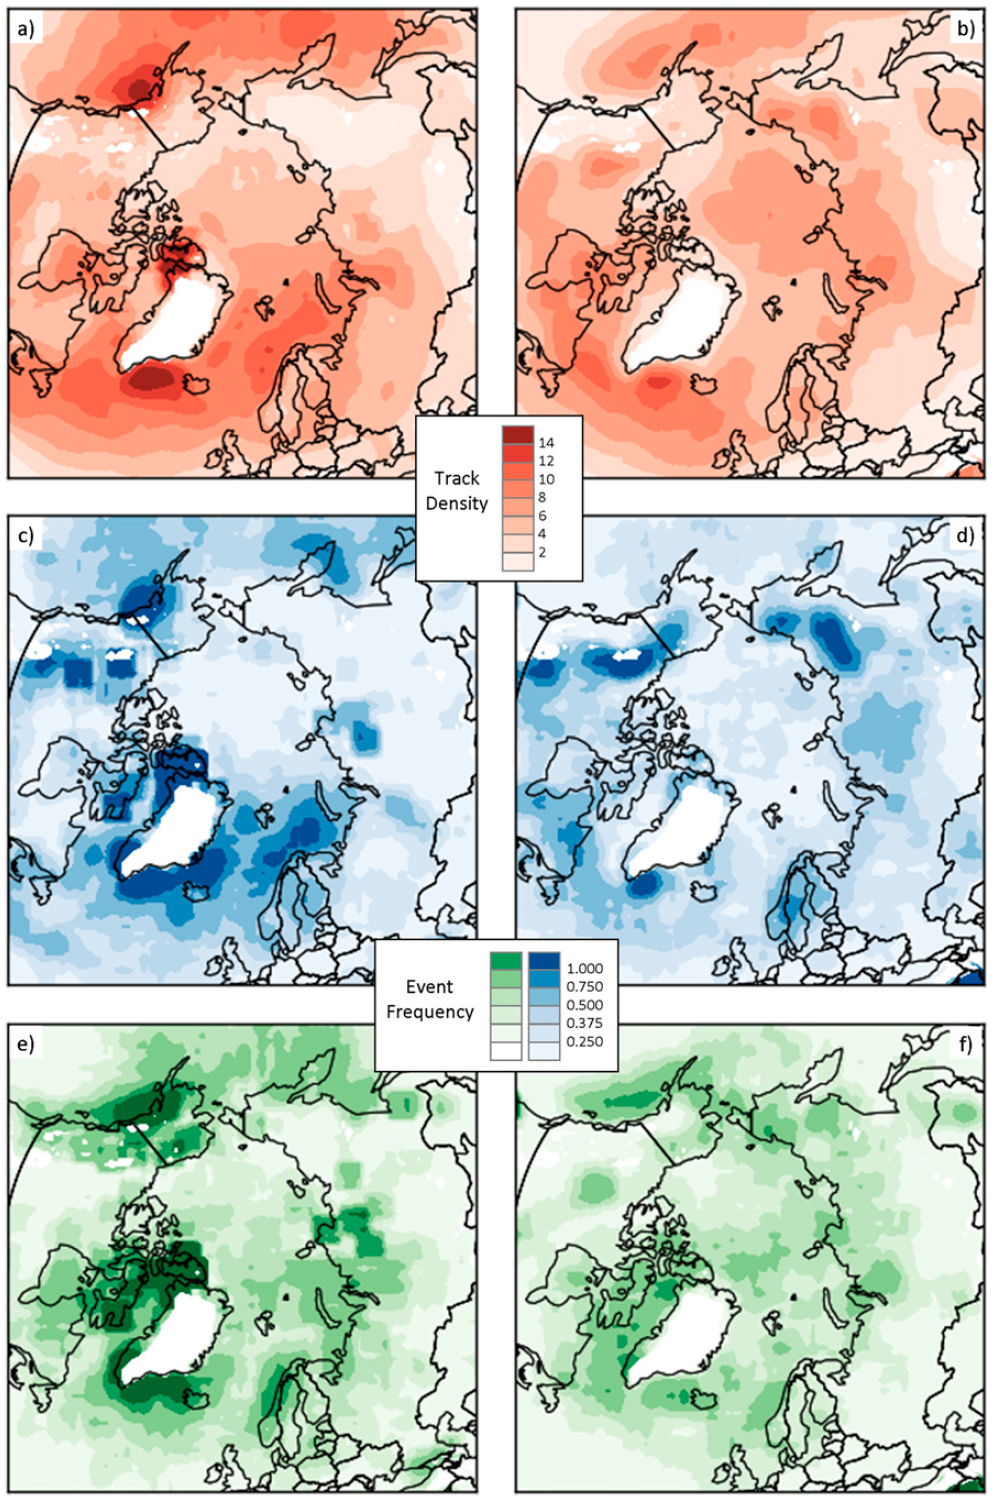 a)
b)
Track
Density
14
12
10
8
6
4
2
c)
d)
Event
Frequency
1.000
0.750
0.500
0.375
0.250
e)
f)